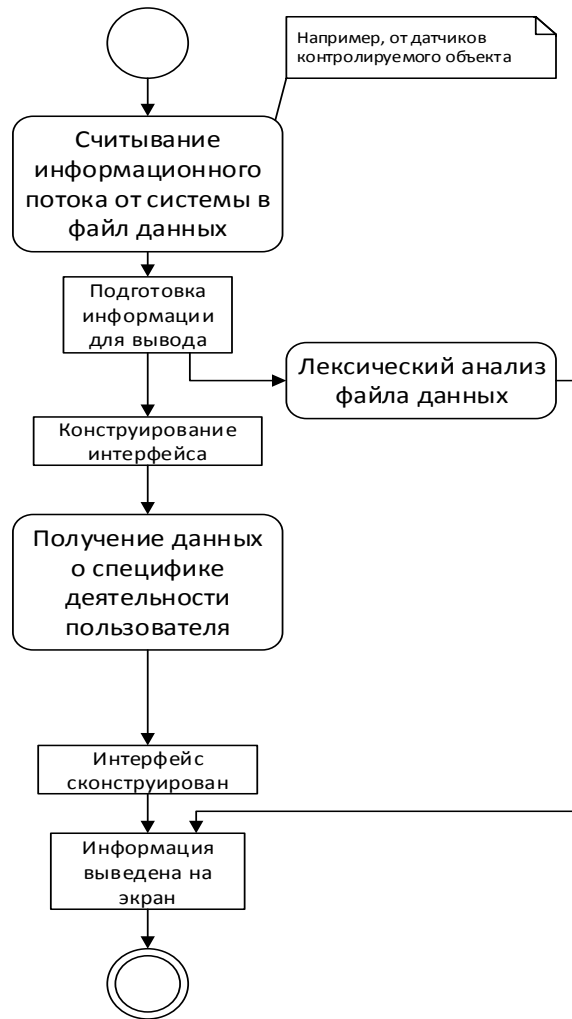 Например, от датчиков
контролируемого объекта
Считывание
информационного
потока от системы в
файл данных
Подготовка
информации
для вывода
Лексический анализ
файла данных
Конструирование
интерфейса
Получение данных
о специфике
деятельности
пользователя
Интерфейс
сконструирован
Информация
выведена на
экран